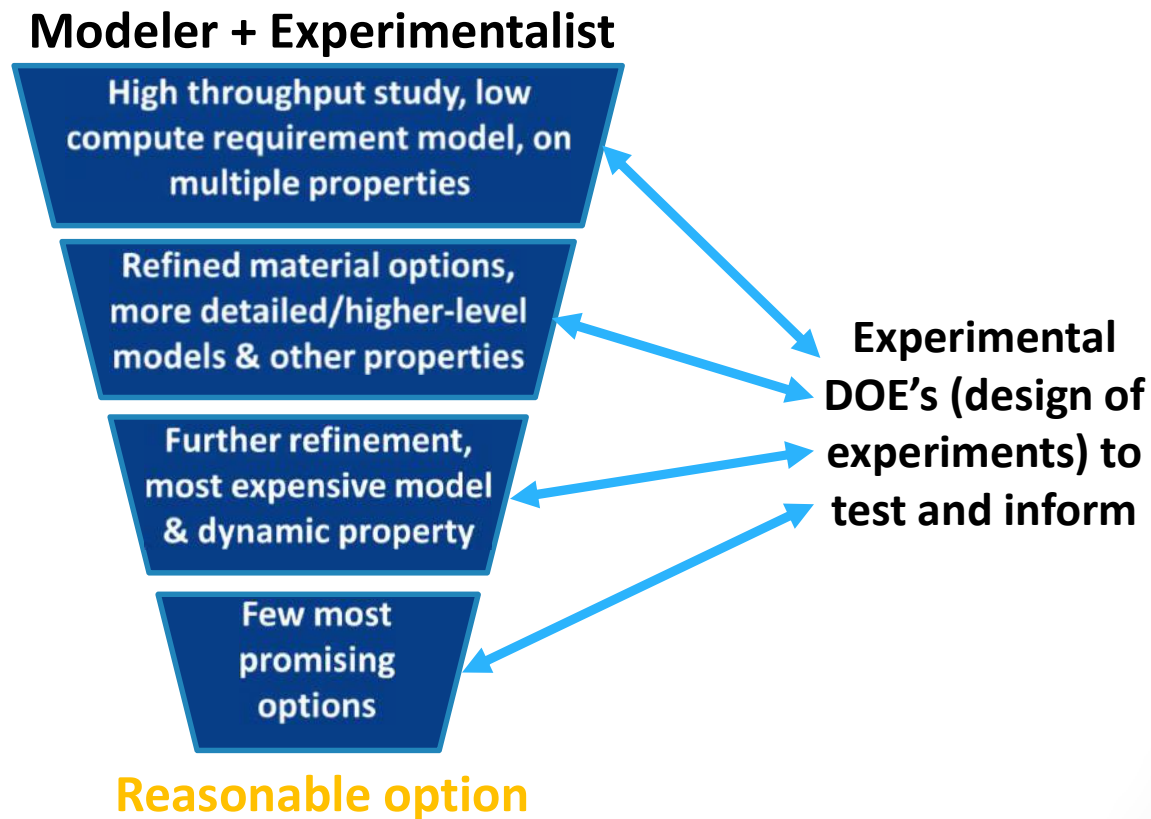 Modeler + Experimentalist
High throughput study, low
compute requirement model, on
multiple properties
Refined material options,
more detailed/higher-level
models & other properties
Further refinement,
most expensive model
& dynamic property
Few most
promising
options
Reasonable option
Experimental
DOE’s (design of
experiments) to
test and inform